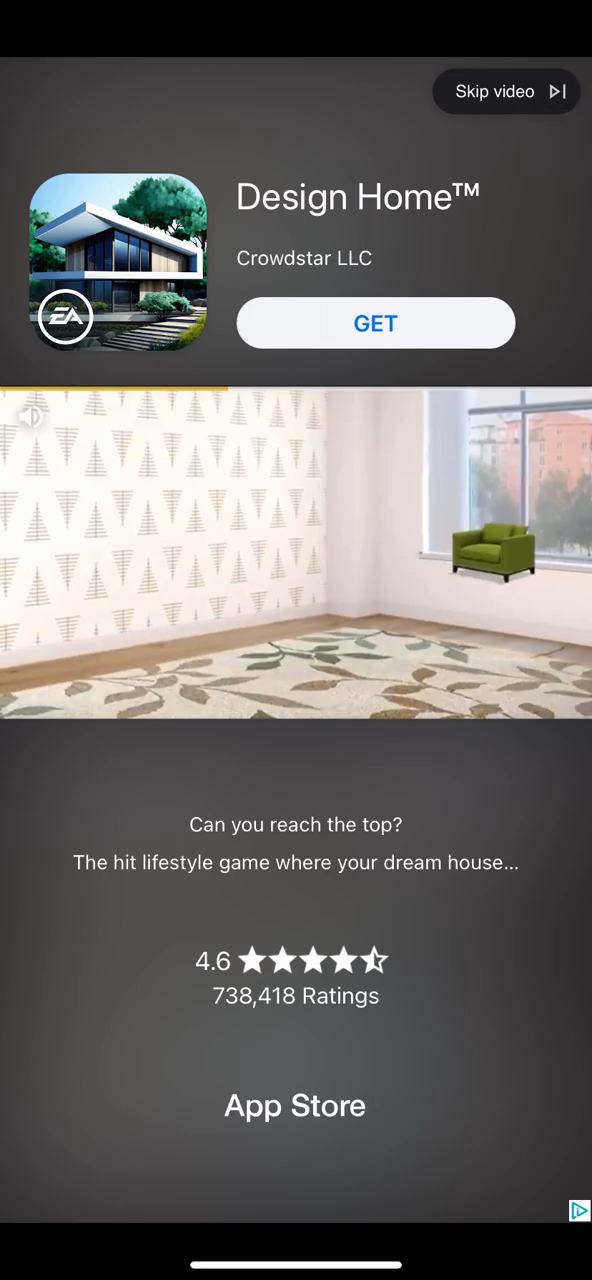 Skip video
Design Home™
Crowdstar LLC
EA
GET
Can you reach the top?
The hit lifestyle game where your dream house...
4.6
738,418 Ratings
App Store